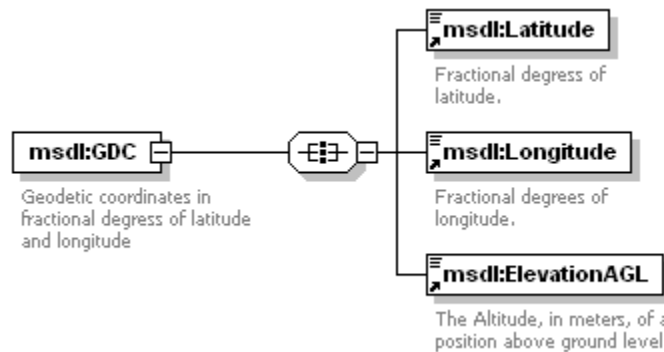 msdl:Latitude
Fractional degress of
latitude.
msdl:GDC
Geodetic coordinates in
fractional degress of latitude
and longitude
msdl:Longitude
Fractional degrees of
longitude.
msdl:ElevationAGL
The Altitude, in meters, of a
position above ground level